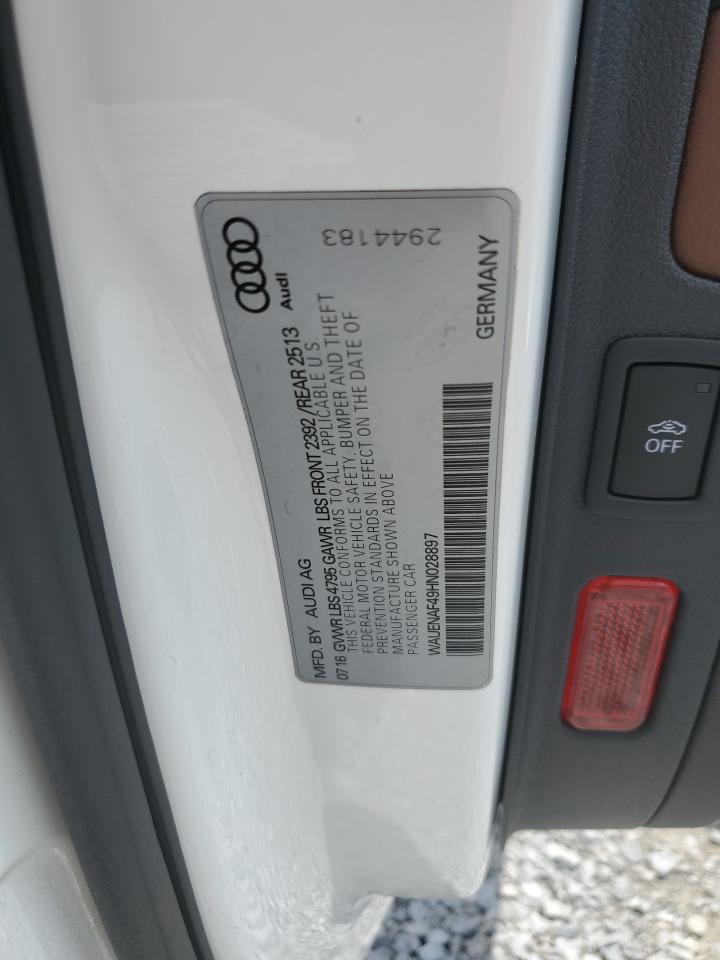 MFD. BY AUDI AG
Audi
0716 GVWR LBS 4795 GAWR LBS FRONT 2392 /REAR 2513
THIS VEHICLE CONFORMS TO ALL APPLICABLE U.S.
FEDERAL MOTOR VEHICLE SAFETY. BUMPER AND THEFT
PREVENTION STANDARDS IN EFFECT ON THE DATE OF
MANUFACTURE SHOWN ABOVE
PASSENGER CAR
2944183
WAUENAF49HN028897
GERMANY
OFF